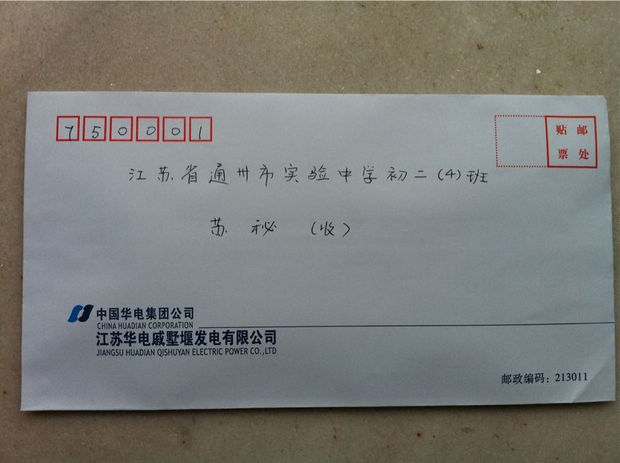 750001
贴 邮
票 处
江苏省通州市实验中学初二(4)班
苏 秘 (收)
中国华电集团公司
CHINA HUADIAN CORPORATION
江苏华电戚墅堰发电有限公司
JIANGSU HUADIAN QISHUYAN ELECTRIC POWER CO.,LTD
邮政编码：213011